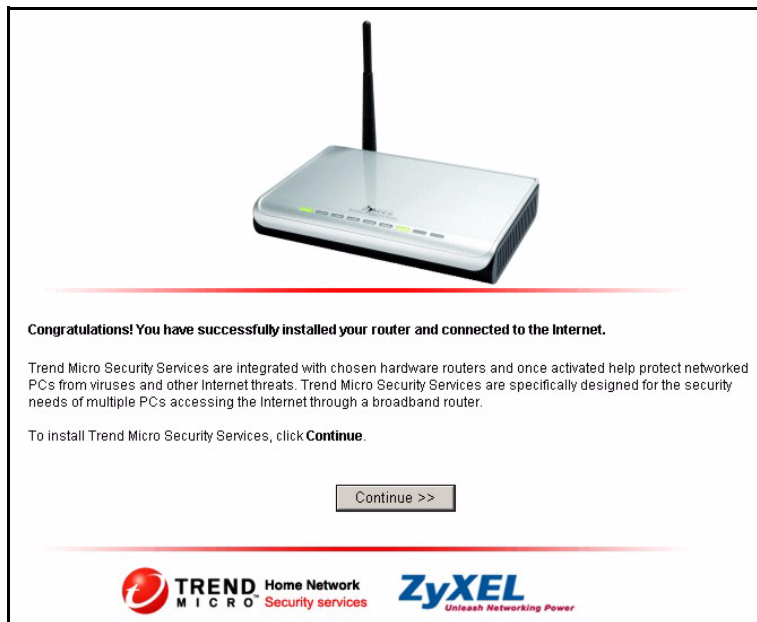 ZyXEL
Congratulations! You have successfully installed your router and connected to the Internet.
Trend Micro Security Services are integrated with chosen hardware routers and once activated help protect networked
PCs from viruses and other Internet threats. Trend Micro Security Services are specifically designed for the security
needs of multiple PCs accessing the Internet through a broadband router.
To install Trend Micro Security Services, click Continue.
Continue >>
TREND MICRO™ Home Network Security services
ZyXEL
Unleash Networking Power